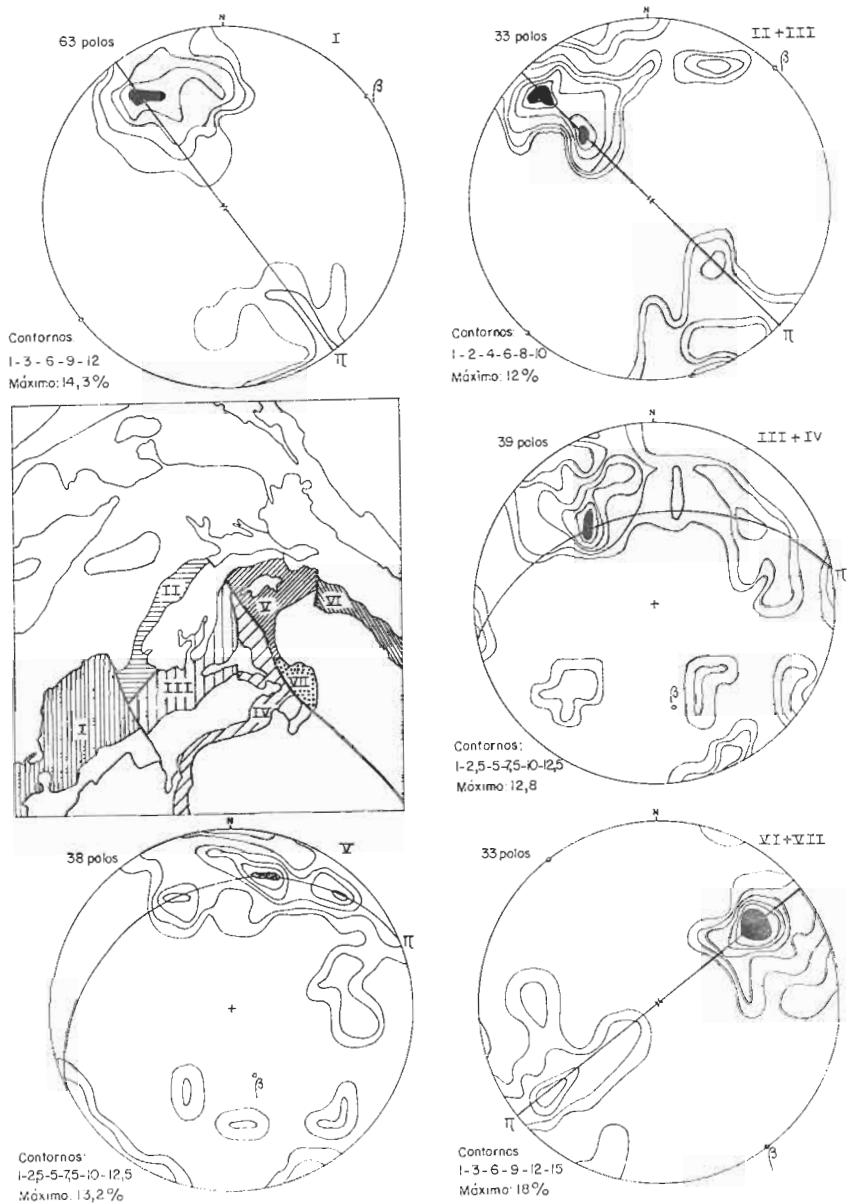 N
63 polos
I
β
Contornos:
1-3-6-9-12
Máximo: 14,3%
π
N
33 polos
II+III
β
Contornos:
1-2-4-6-8-10
Máximo: 12%
π
II
V
VI
III
VII
IV
I
N
39 polos
III+IV
π
β
Contornos:
1-2,5-5-7,5-10-12,5
Máximo: 12,8
N
38 polos
V
π
β
Contornos:
1-2,5-5-7,5-10-12,5
Máximo: 13,2%
N
33 polos
VI+VII
π
β
Contornos
1-3-6-9-12-15
Máximo: 18%